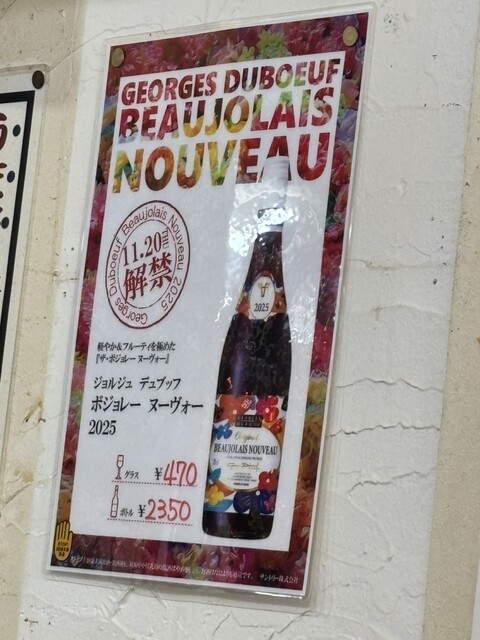 GEORGES DUBOEUF
BEAUJOLAIS
NOUVEAU
Georges Duboeuf Beaujolais Nouveau 2025
11.20 THU
解禁
軽やか&フルーティを極めた
『ザ・ボジョレー ヌーヴォー』
ジョルジュ デュブッフ
ボジョレー ヌーヴォー
2025
グラス ¥470
ボトル ¥2350
2025
Original
BEAUJOLAIS NOUVEAU
サントリー株式会社